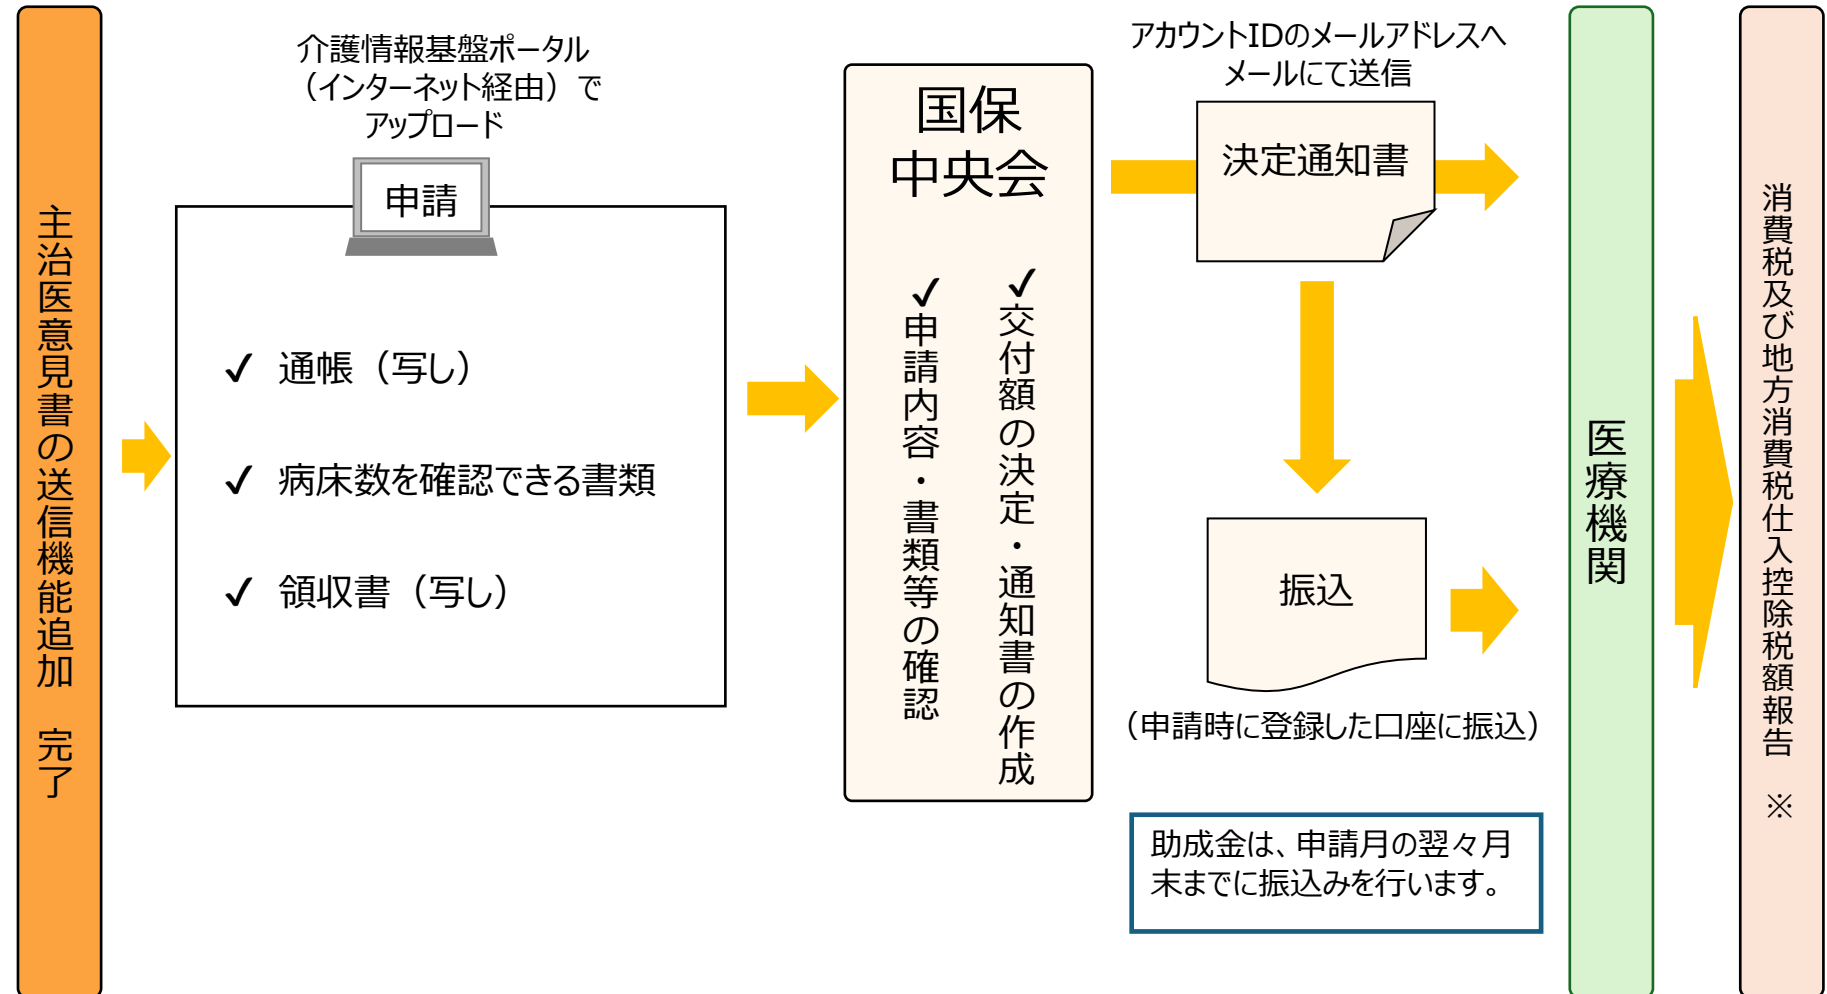 主治医意見書の送信機能追加　完了
介護情報基盤ポータル
（インターネット経由）で
アップロード
申請
✓ 通帳（写し）
✓ 病床数を確認できる書類
✓ 領収書（写し）
国保
中央会
✓交付額の決定・通知書の作成
✓申請内容・書類等の確認
アカウントIDのメールアドレスへ
メールにて送信
決定通知書
振込
（申請時に登録した口座に振込）
助成金は、申請月の翌々月
末までに振込みを行います。
医療機関
消費税及び地方消費税仕入控除税額報告　※